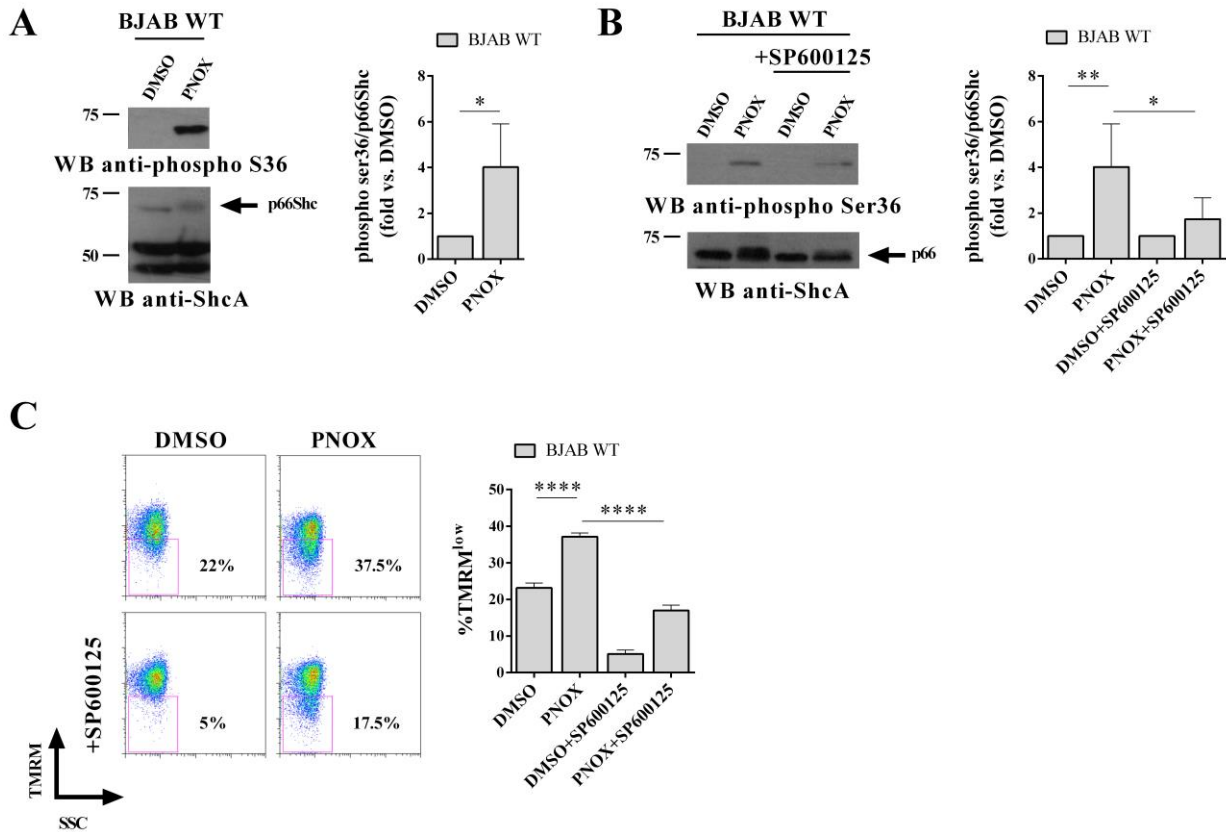 A
BJAB WT
DMSO
PNOX
75
WB anti-phospho S36
75
p66Shc
50
WB anti-ShcA
BJAB WT
phospho ser36/p66Shc
(fold vs. DMSO)
8
6
4
2
0
*
DMSO
PNOX
B
BJAB WT
+SP600125
DMSO
PNOX
DMSO
PNOX
75
WB anti-phospho Ser36
75
p66
WB anti-ShcA
BJAB WT
phospho ser36/p66Shc
(fold vs. DMSO)
8
6
4
2
0
**
*
DMSO
PNOX
DMSO+SP600125
PNOX+SP600125
C
DMSO
PNOX
22%
37.5%
+SP600125
5%
17.5%
TMRM
SSC
BJAB WT
%TMRMlow
50
40
30
20
10
0
****
****
DMSO
PNOX
DMSO+SP600125
PNOX+SP600125